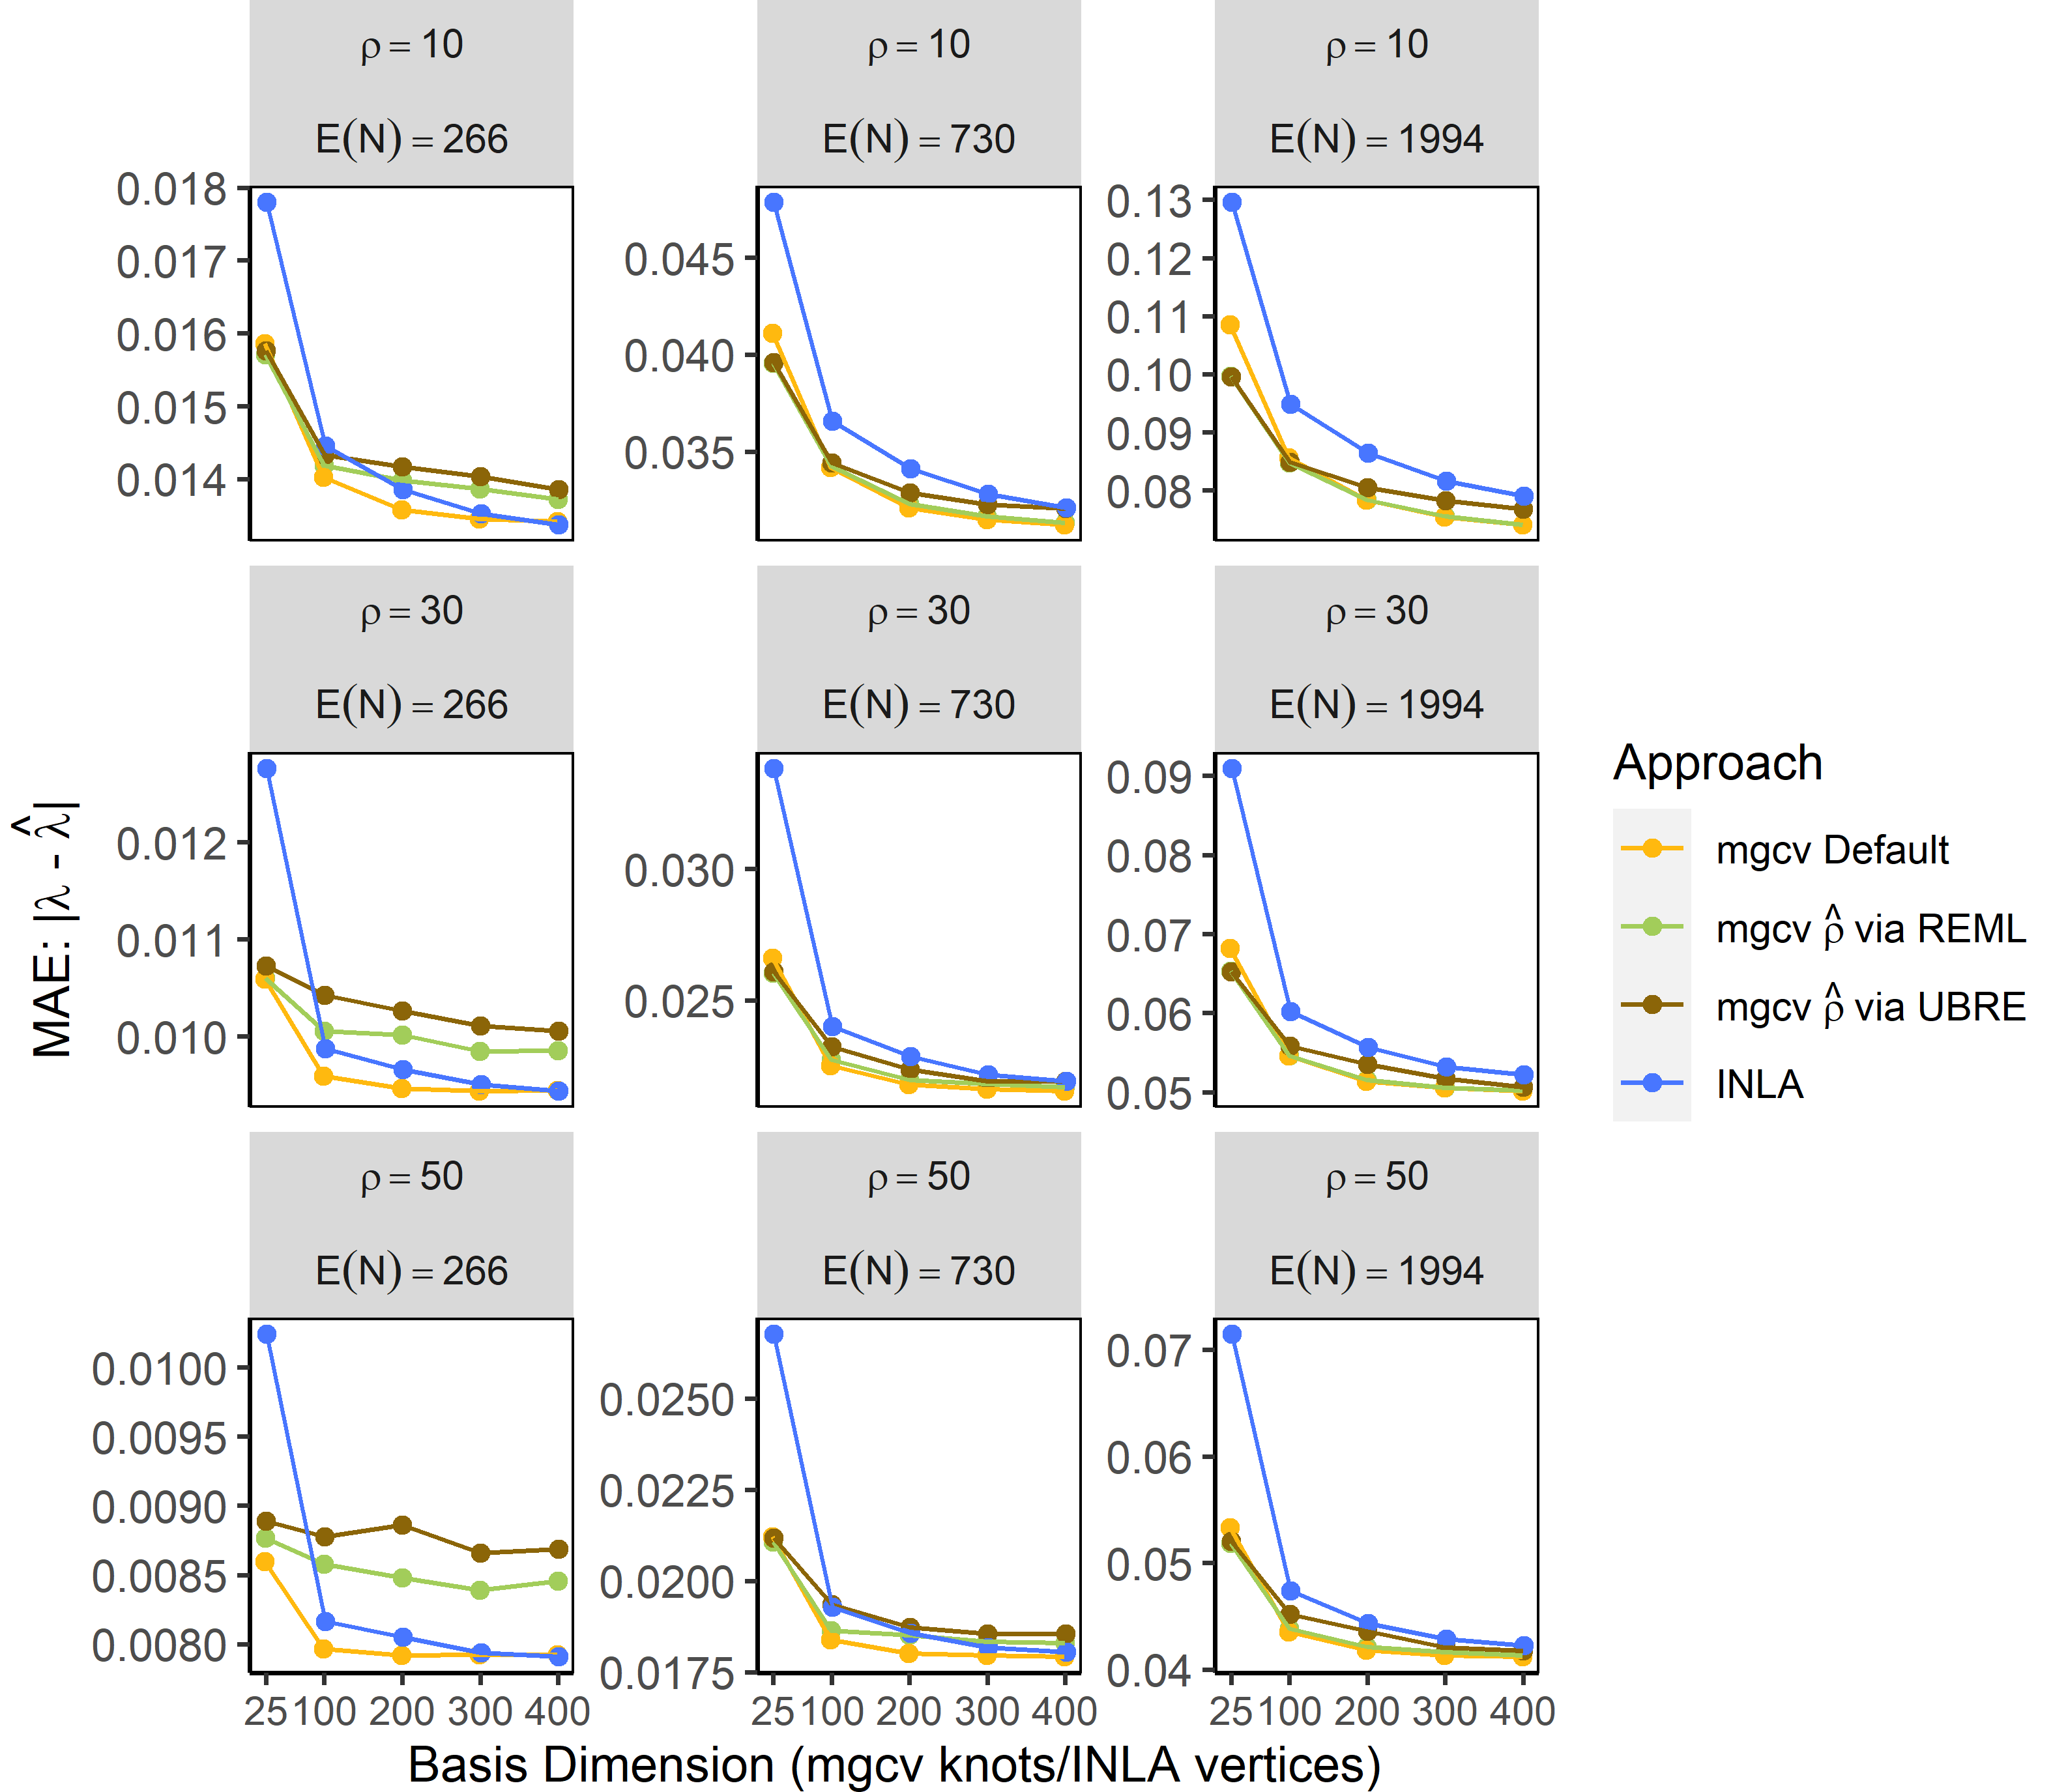 ρ = 10 ρ = 10 ρ = 10
E(N) = 266 E(N) = 730 E(N) = 1994
0.018
0.017
0.016
0.015
0.014
0.045
0.040
0.035
0.13
0.12
0.11
0.10
0.09
0.08
ρ = 30 ρ = 30 ρ = 30
E(N) = 266 E(N) = 730 E(N) = 1994
0.012
0.011
0.010
0.030
0.025
0.09
0.08
0.07
0.06
0.05
ρ = 50 ρ = 50 ρ = 50
E(N) = 266 E(N) = 730 E(N) = 1994
0.0100
0.0095
0.0090
0.0085
0.0080
0.0250
0.0225
0.0200
0.0175
0.07
0.06
0.05
0.04
25 100 200 300 400 25 100 200 300 400 25 100 200 300 400
Basis Dimension (mgcv knots/INLA vertices)
MAE: |λ - λ̂|
Approach
mgcv Default
mgcv ρ̂ via REML
mgcv ρ̂ via UBRE
INLA